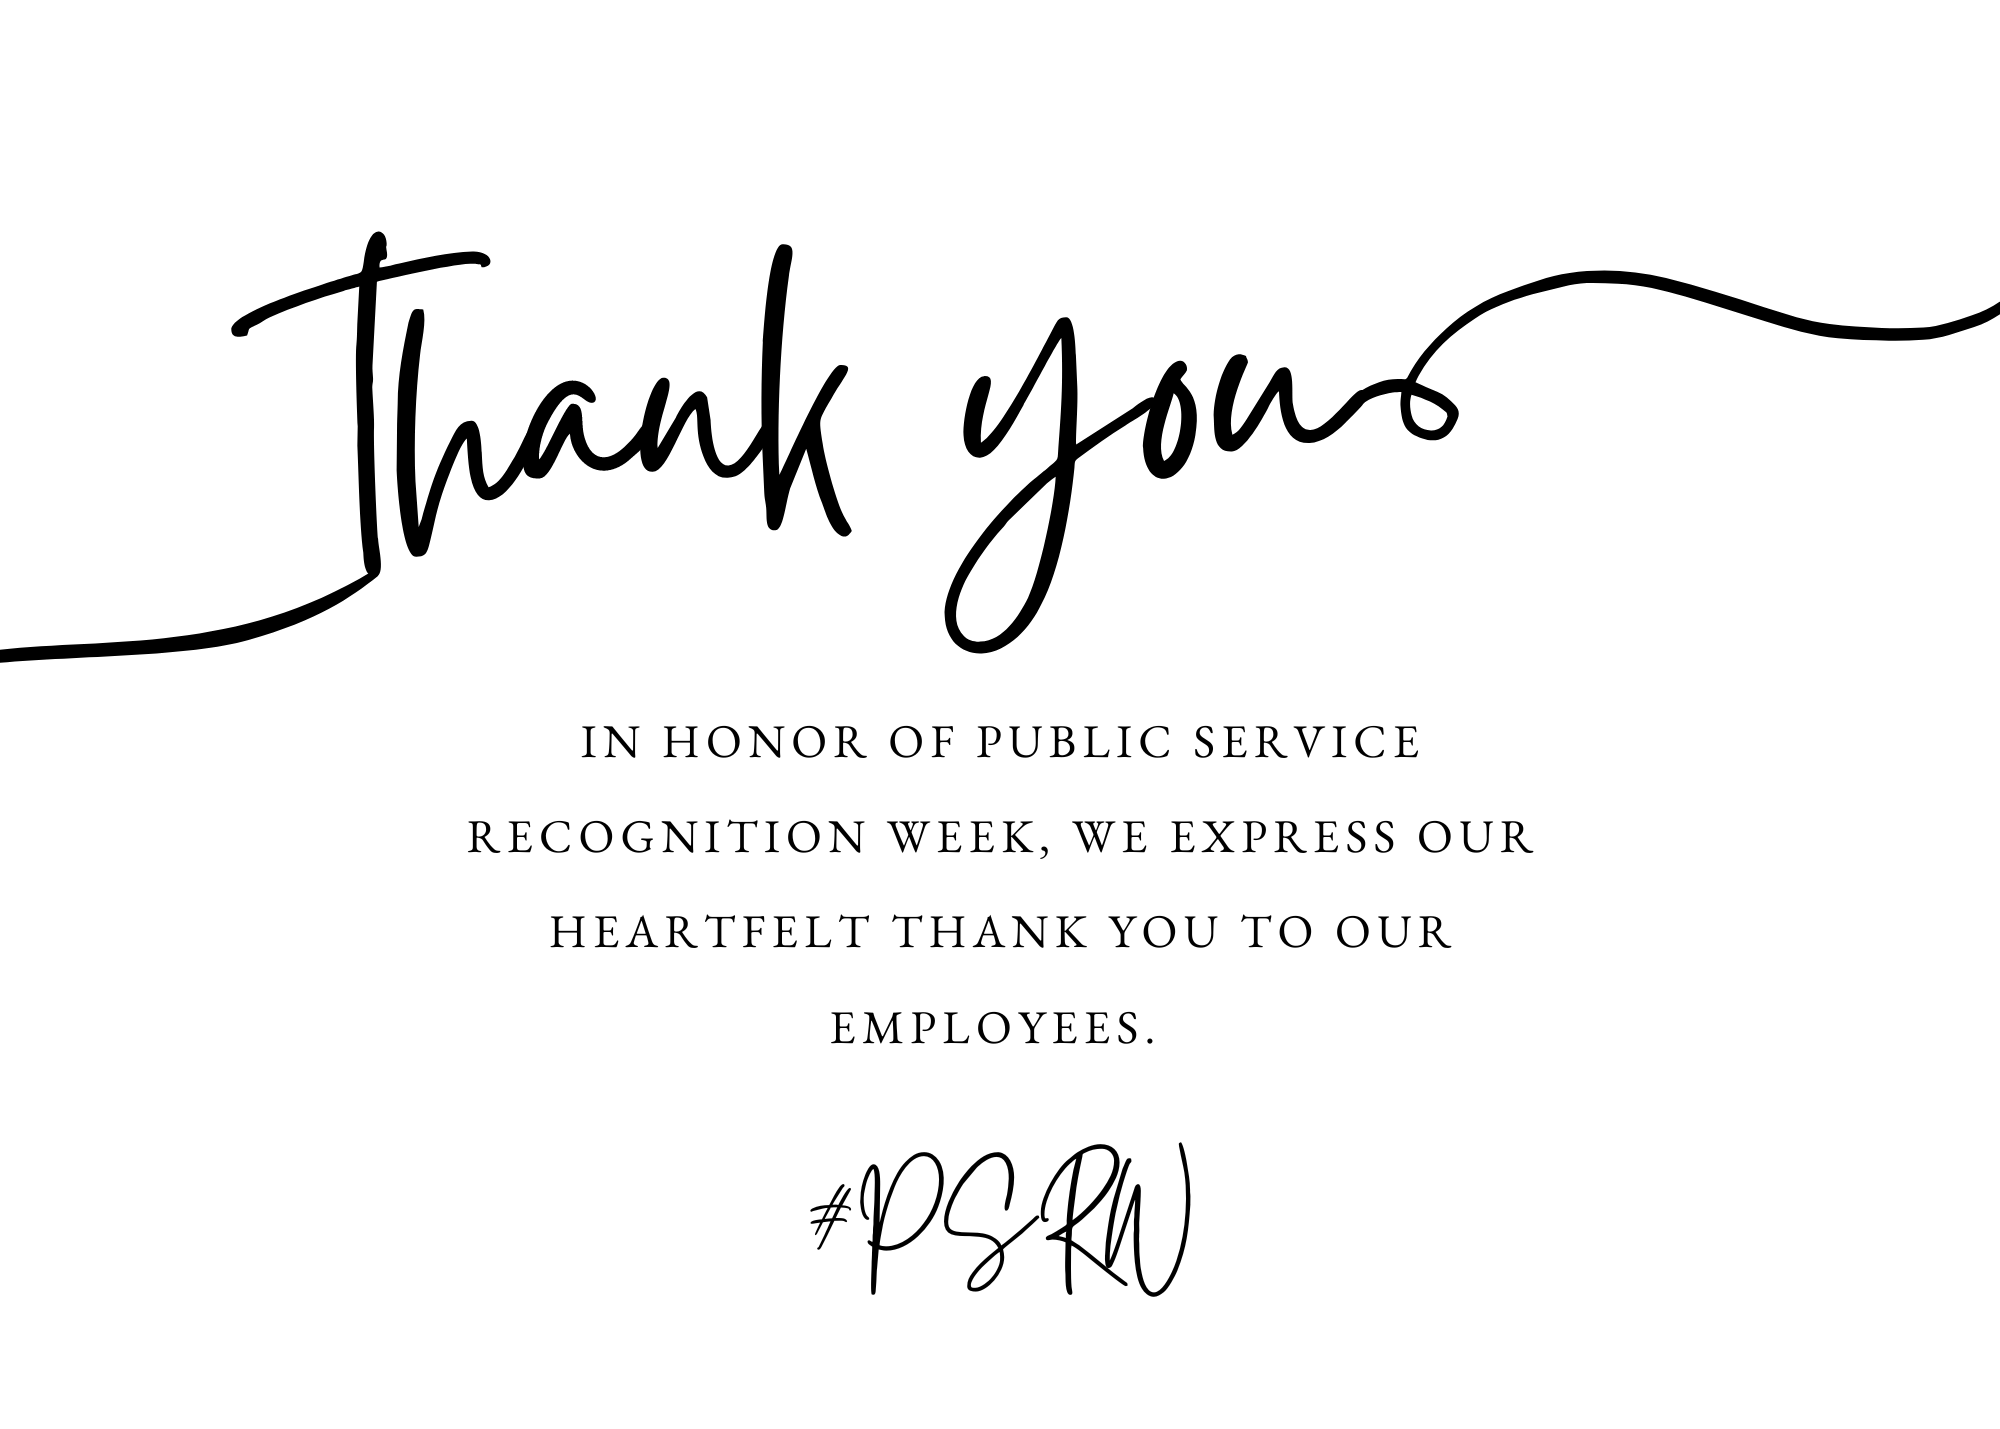 Thank you
IN HONOR OF PUBLIC SERVICE
RECOGNITION WEEK, WE EXPRESS OUR
HEARTFELT THANK YOU TO OUR
EMPLOYEES.
#PSRW